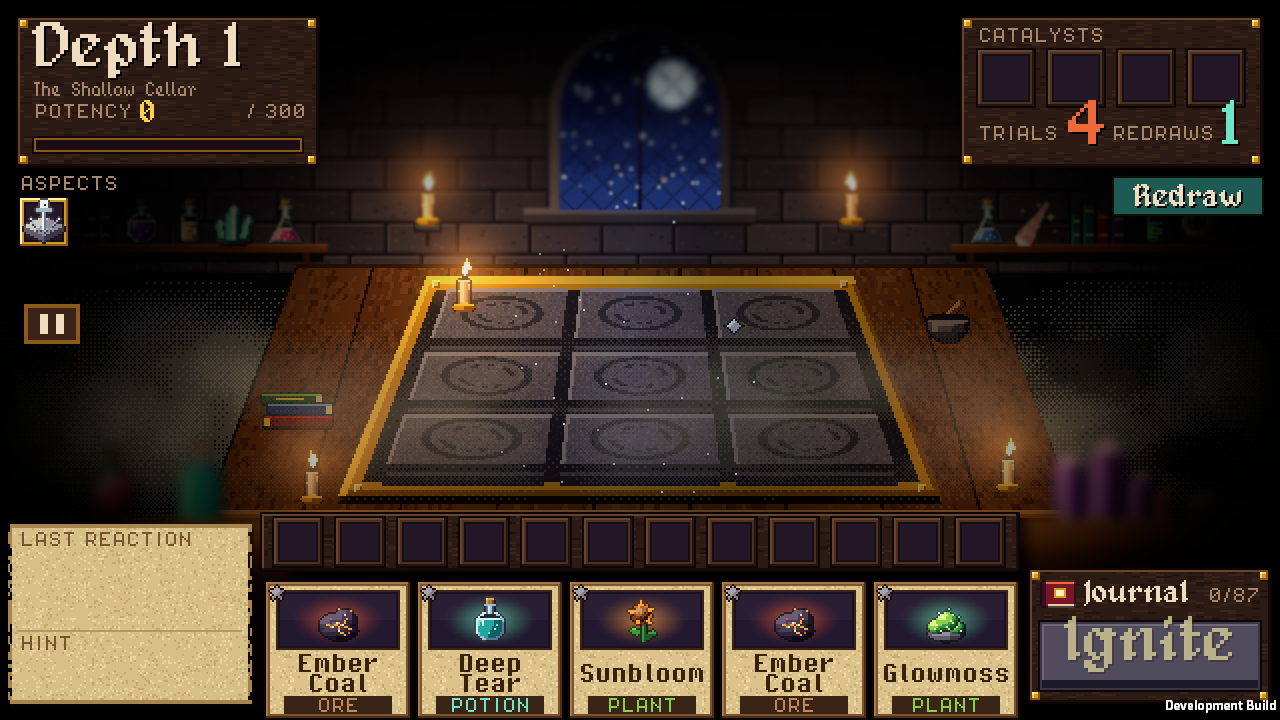 Depth 1
The Shallow Cellar
POTENCY 0 / 300
ASPECTS
CATALYSTS
TRIALS 4 REDRAWS 1
Redraw
LAST REACTION
HINT
Ember
Coal
ORE
Deep
Tear
POTION
Sunbloom
PLANT
Ember
Coal
ORE
Glowmoss
PLANT
Journal 0/87
Ignite
Development Build